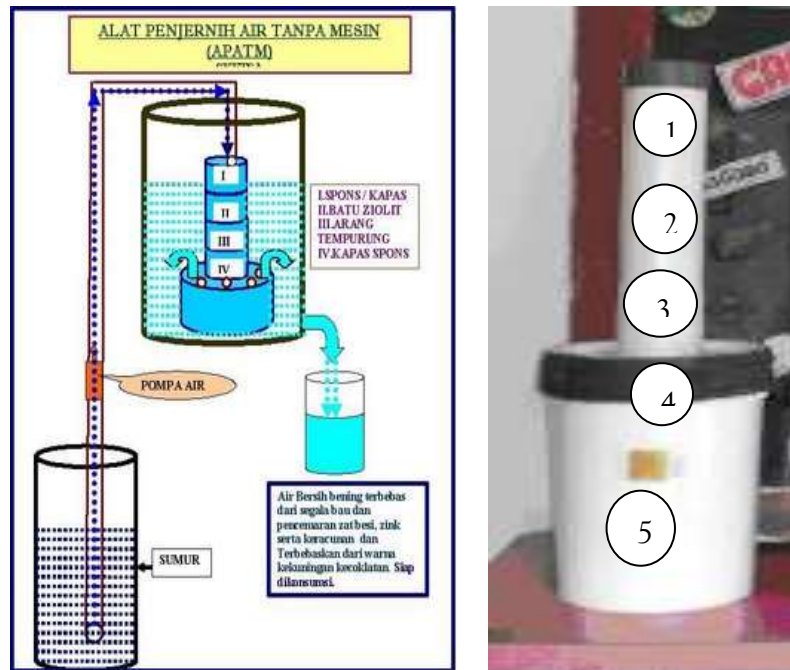 ALAT PENJERNIH AIR TANPA MESIN
(APATM)
I
II
III
IV
I.SPONS / KAPAS
II.BATU ZIOLIT
III.ARANG
TEMPURUNG
IV.KAPAS SPONS
POMPA AIR
SUMUR
Air Bersih bening terbebas
dari segala bau dan
pencemaran zat besi, zink
serta keracunan dan
Terbebaskan dari warna
kekuningan kecoklatan. Siap
dikonsumsi.
1
2
3
4
5